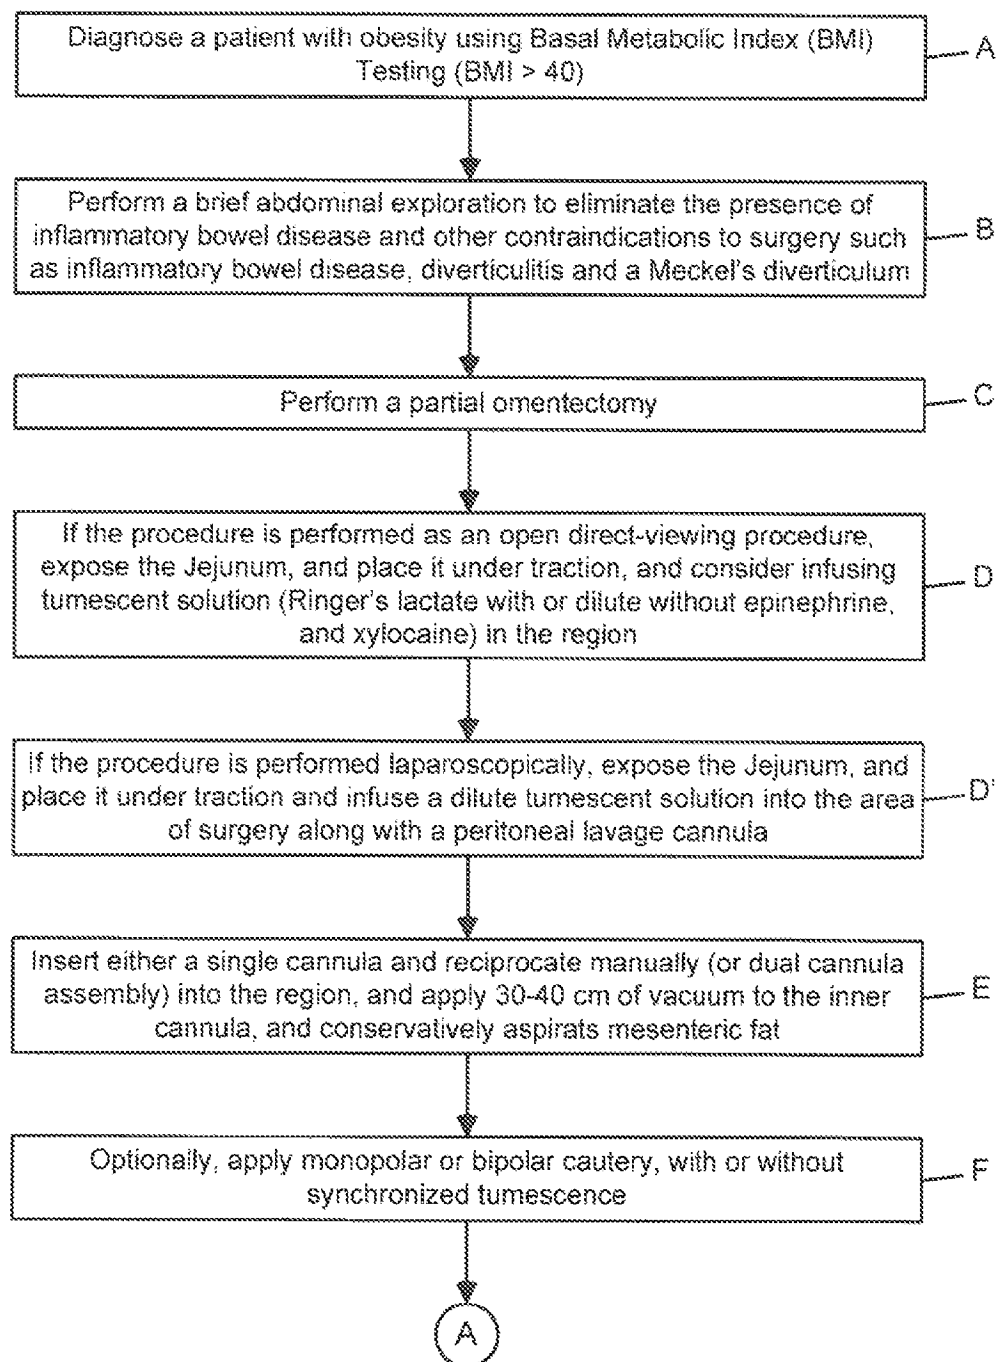 Diagnose a patient with obesity using Basal Metabolic Index (BMI)
Testing (BMI > 40)
A
Perform a brief abdominal exploration to eliminate the presence of
inflammatory bowel disease and other contraindications to surgery such
as inflammatory bowel disease, diverticulitis and a Meckel's diverticulum
B
Perform a partial omentectomy
C
If the procedure is performed as an open direct-viewing procedure,
expose the Jejunum, and place it under traction, and consider infusing
tumescent solution (Ringer's lactate with or dilute without epinephrine,
and xylocaine) in the region
D
If the procedure is performed laparoscopically, expose the Jejunum, and
place it under traction and infuse a dilute tumescent solution into the area
of surgery along with a peritoneal lavage cannula
D'
Insert either a single cannula and reciprocate manually (or dual cannula
assembly) into the region, and apply 30-40 cm of vacuum to the inner
cannula, and conservatively aspirats mesenteric fat
E
Optionally, apply monopolar or bipolar cautery, with or without
synchronized tumescence
F
A